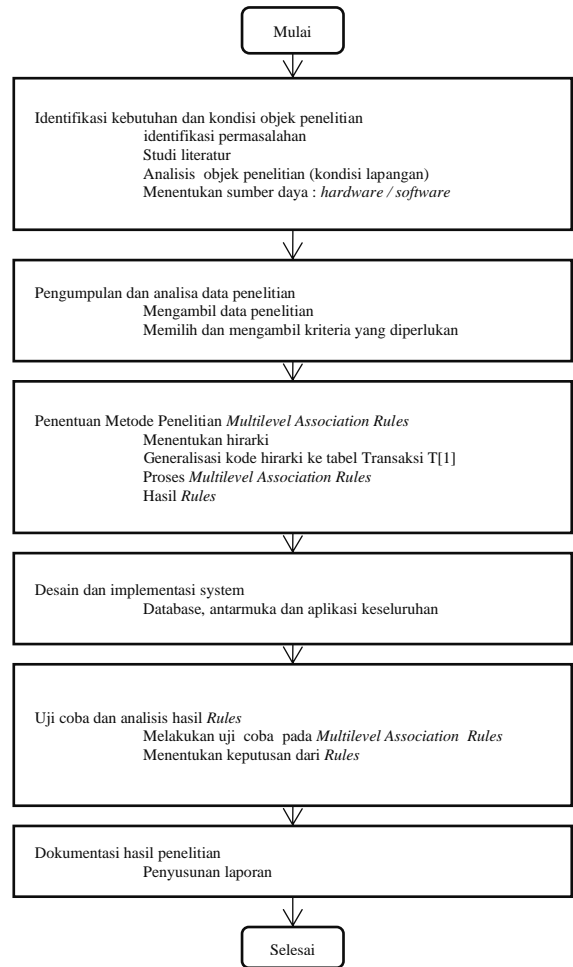 Mulai
Identifikasi kebutuhan dan kondisi objek penelitian
identifikasi permasalahan
Studi literatur
Analisis objek penelitian (kondisi lapangan)
Menentukan sumber daya : hardware / software
Pengumpulan dan analisa data penelitian
Mengambil data penelitian
Memilih dan mengambil kriteria yang diperlukan
Penentuan Metode Penelitian Multilevel Association Rules
Menentukan hirarki
Generalisasi kode hirarki ke tabel Transaksi T[1]
Proses Multilevel Association Rules
Hasil Rules
Desain dan implementasi system
Database, antarmuka dan aplikasi keseluruhan
Uji coba dan analisis hasil Rules
Melakukan uji coba pada Multilevel Association Rules
Menentukan keputusan dari Rules
Dokumentasi hasil penelitian
Penyusunan laporan
Selesai